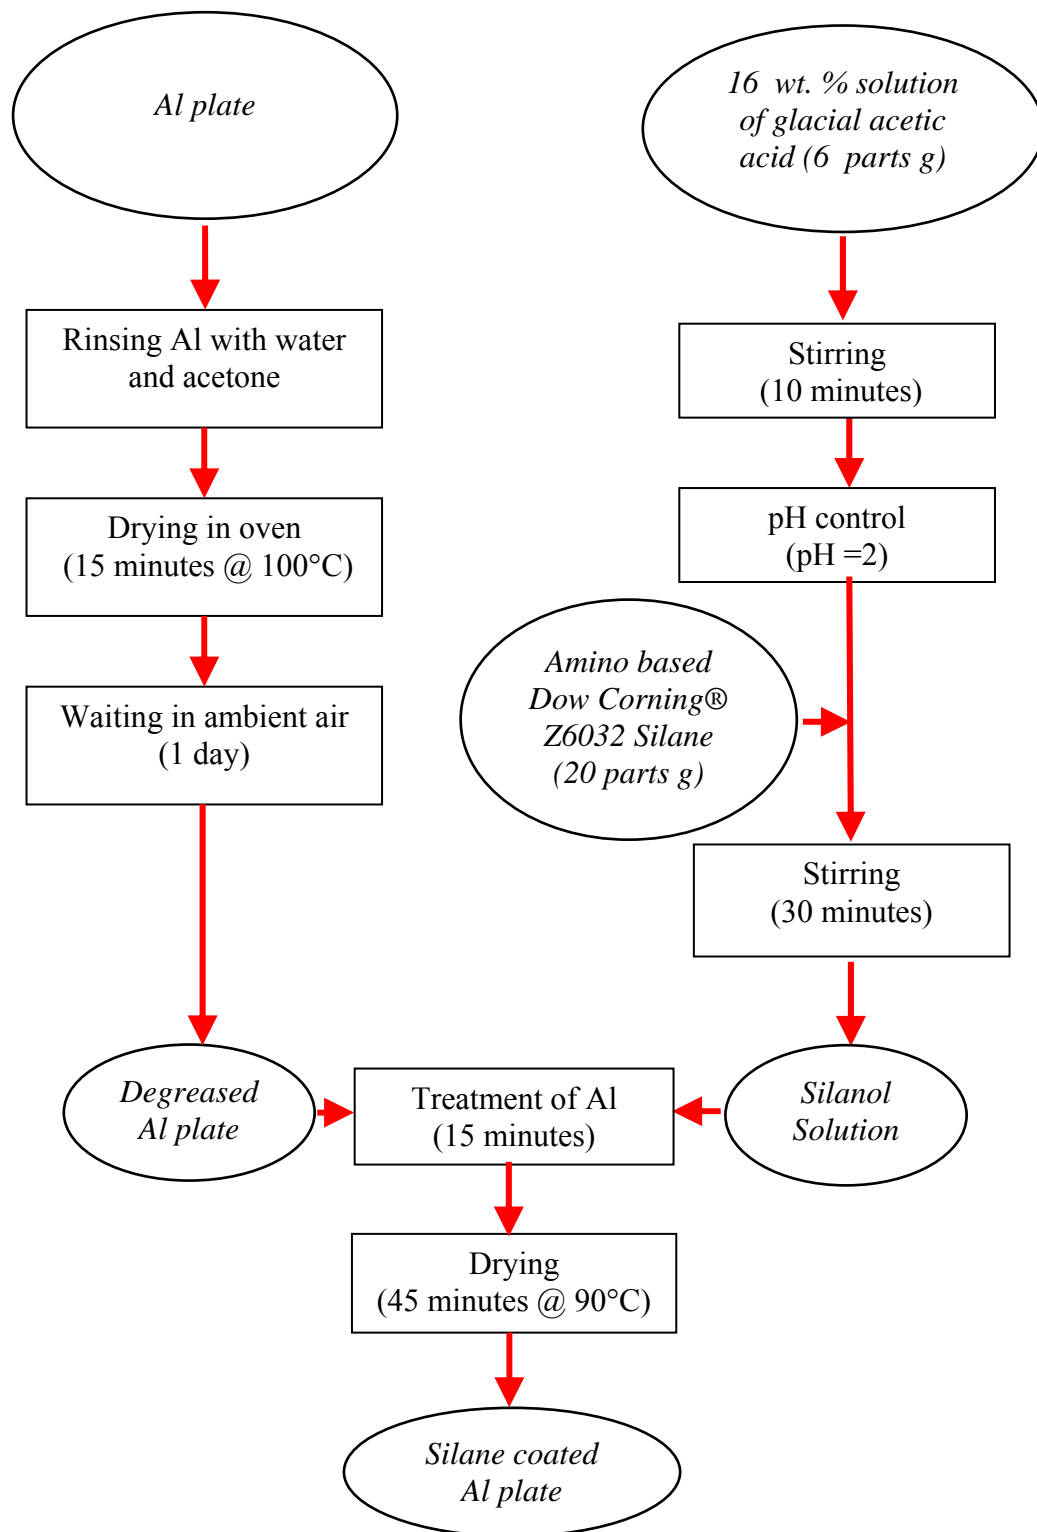 Al plate
16 wt. % solution
of glacial acetic
acid (6 parts g)
Rinsing Al with water
and acetone
Stirring
(10 minutes)
Drying in oven
(15 minutes @ 100°C)
pH control
(pH =2)
Waiting in ambient air
(1 day)
Amino based
Dow Corning®
Z6032 Silane
(20 parts g)
Stirring
(30 minutes)
Degreased
Al plate
Treatment of Al
(15 minutes)
Silanol
Solution
Drying
(45 minutes @ 90°C)
Silane coated
Al plate